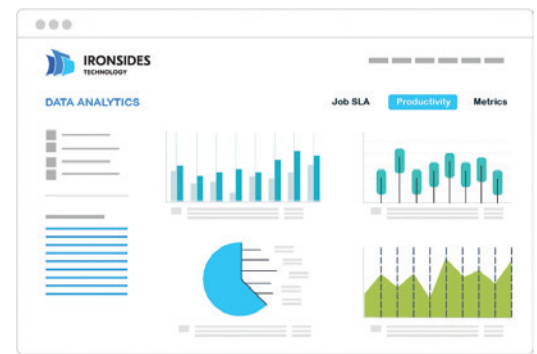 IRONSIDES
TECHNOLOGY
DATA ANALYTICS
Job SLA Productivity Metrics